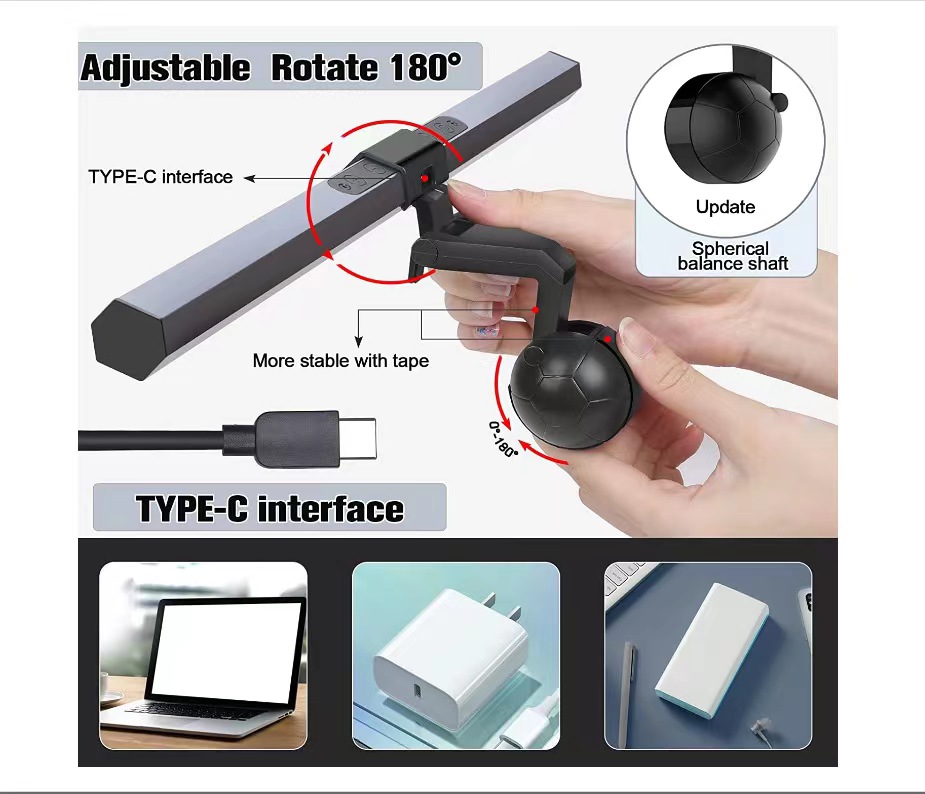 Adjustable Rotate 180°
TYPE-C interface
Update
Spherical
balance shaft
More stable with tape
0°-180°
TYPE-C interface